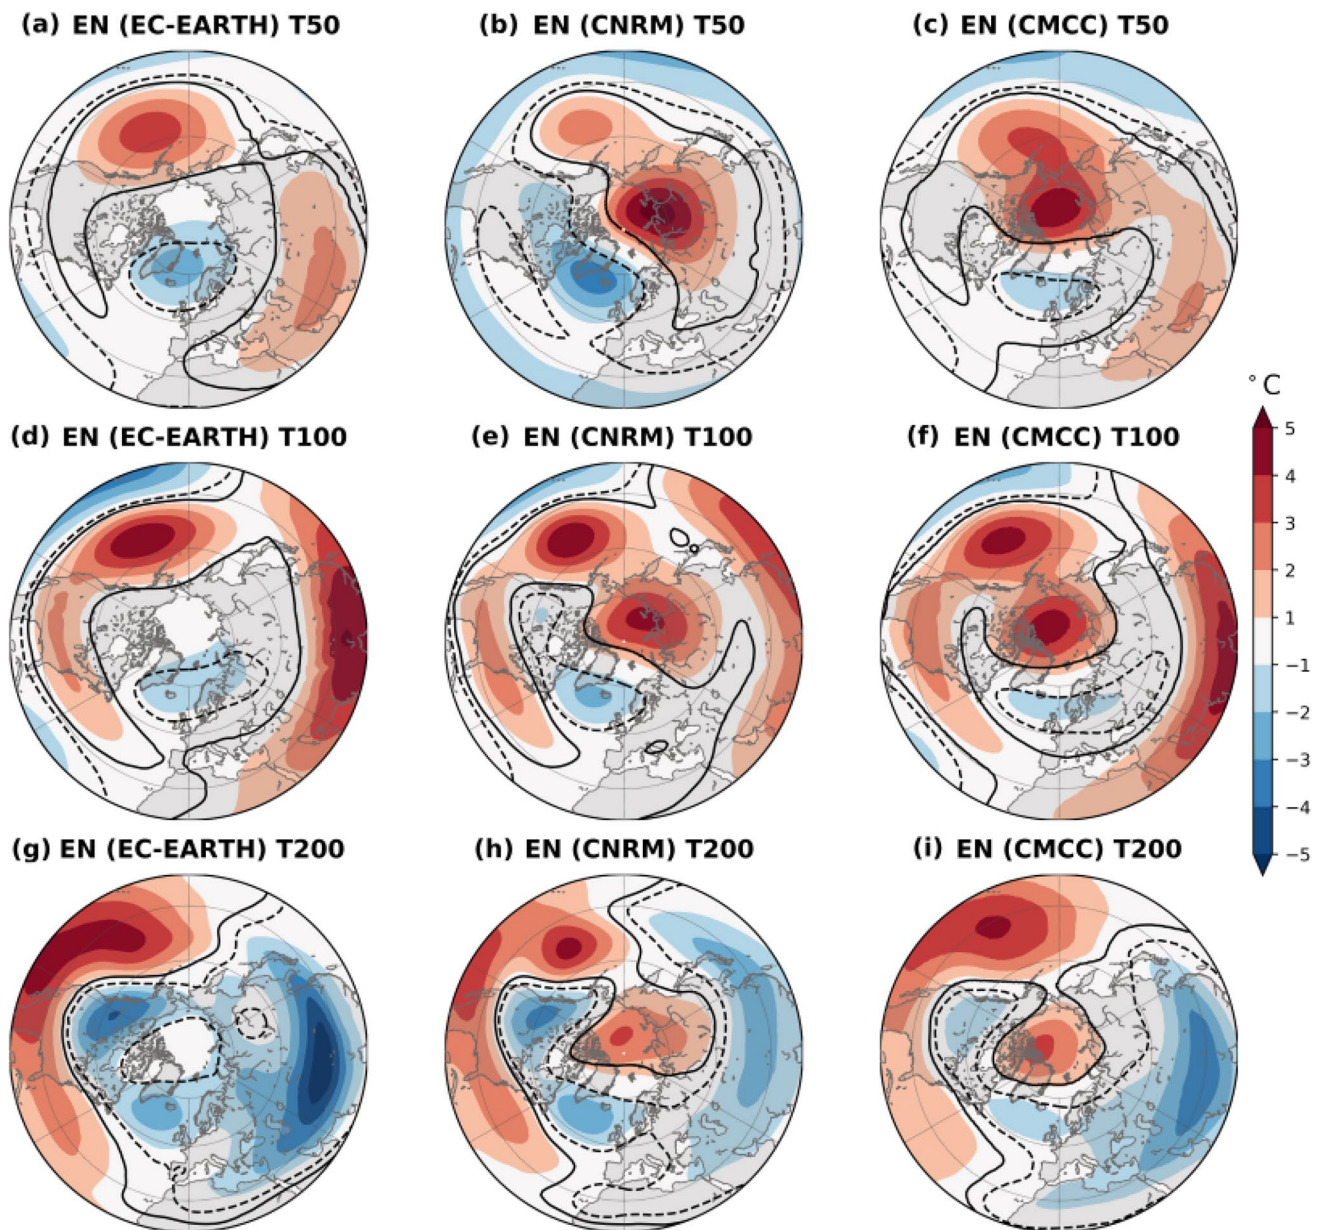 (a) EN (EC-EARTH) T50
(b) EN (CNRM) T50
(c) EN (CMCC) T50
°C
(d) EN (EC-EARTH) T100
(e) EN (CNRM) T100
(f) EN (CMCC) T100
5
4
3
2
1
−1
−2
−3
−4
−5
(g) EN (EC-EARTH) T200
(h) EN (CNRM) T200
(i) EN (CMCC) T200